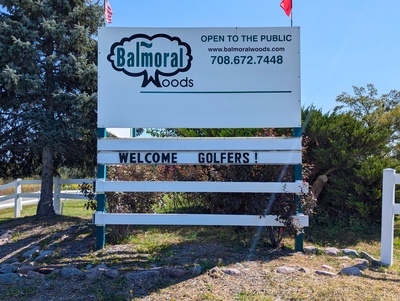 OPEN TO THE PUBLIC
www.balmoralwoods.com
708.672.7448
Balmoral
Woods
WELCOME GOLFERS!